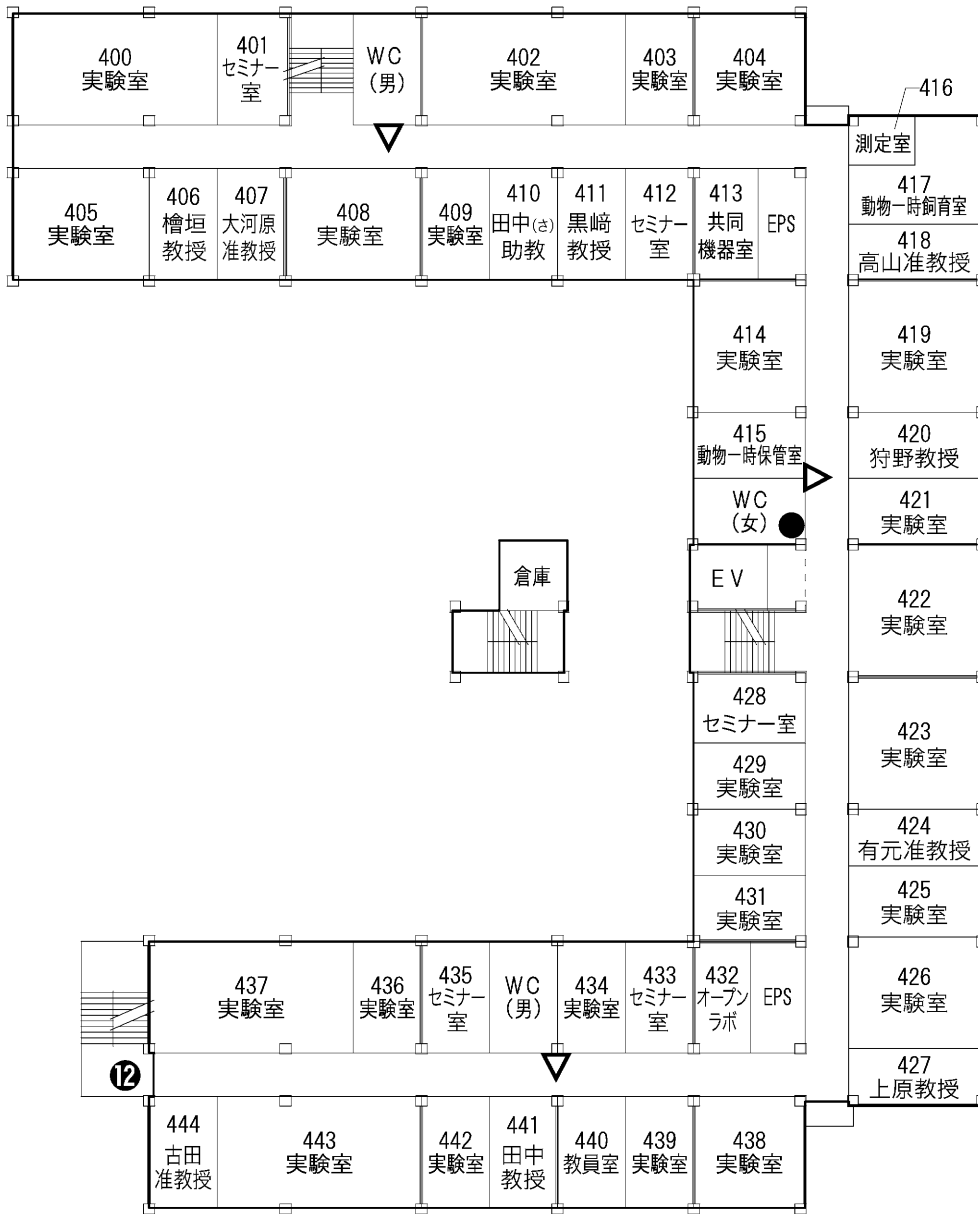 400
実験室
401
セミナー
室
WC
(男)
402
実験室
403
実験室
404
実験室
416
測定室
405
実験室
406
檜垣
教授
407
大河原
准教授
408
実験室
409
実験室
410
田中(さ)
助教
411
黒﨑
教授
412
セミナー
室
413
共同
機器室
EPS
417
動物一時飼育室
418
高山准教授
414
実験室
419
実験室
415
動物一時保管室
420
狩野教授
WC
(女)
421
実験室
倉庫
EV
422
実験室
428
セミナー室
423
実験室
429
実験室
430
実験室
424
有元准教授
431
実験室
425
実験室
437
実験室
436
実験室
435
セミナー
室
WC
(男)
434
実験室
433
セミナー
室
432
オープン
ラボ
EPS
426
実験室
12
427
上原教授
444
古田
准教授
443
実験室
442
実験室
441
田中
教授
440
教員室
439
実験室
438
実験室